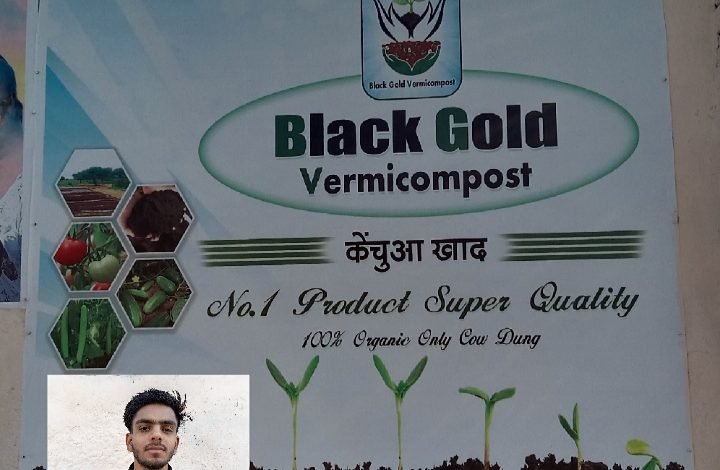 Black Gold Vermicompost
Black Gold
Vermicompost
केंचुआ खाद
No.1 Product Super Quality
100% Organic Only Cow Dung